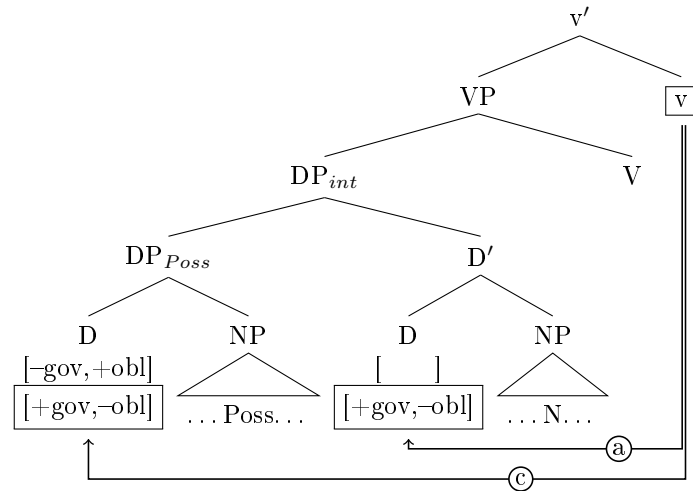 v′
VP v
DP_int V
DP_Poss D′
D NP D NP
[–gov,+obl] [ ]
[+gov,–obl] ...Poss... [+gov,–obl] ...N...
a
c